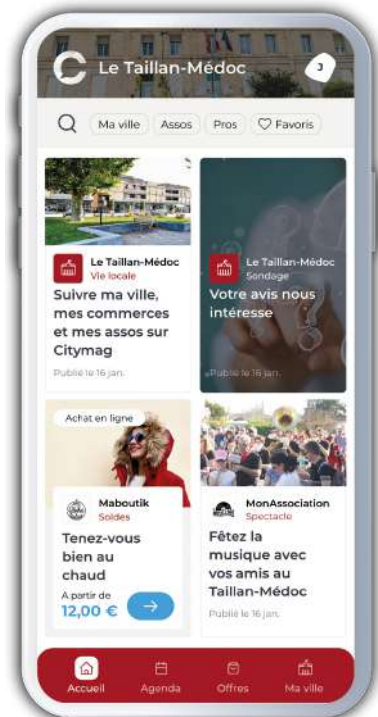 Le Taillan-Médoc
J
Ma ville
Assos
Pros
Favoris
Le Taillan-Médoc
Vie locale
Suivre ma ville,
mes commerces
et mes assos sur
Citymag
Publié le 16 jan.
Le Taillan-Médoc
Sondage
Votre avis nous
intéresse
Publié le 16 jan.
Achat en ligne
Maboutik
Soldes
Tenez-vous
bien au
chaud
A partir de
12,00 €
MonAssociation
Spectacle
Fêtez la
musique avec
vos amis au
Taillan-Médoc
Publié le 16 jan.
Accueil
Agenda
Offres
Ma ville